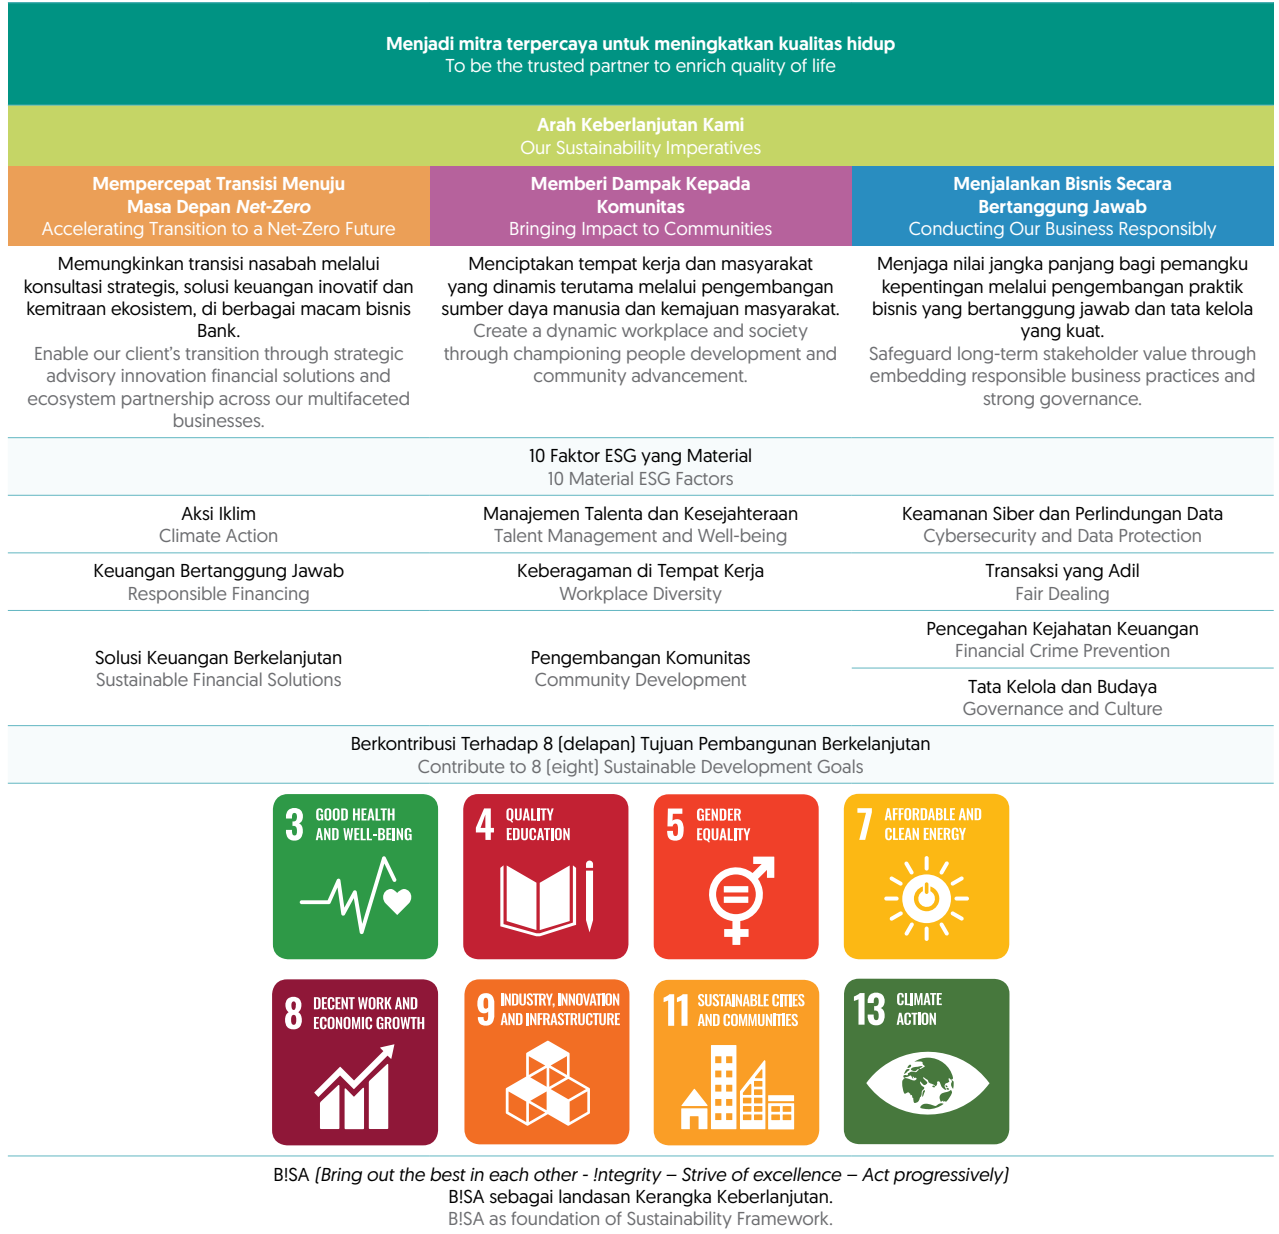 Menjadi mitra terpercaya untuk meningkatkan kualitas hidup
To be the trusted partner to enrich quality of life
Arah Keberlanjutan Kami
Our Sustainability Imperatives
Mempercepat Transisi Menuju
Masa Depan Net-Zero
Accelerating Transition to a Net-Zero Future
Memberi Dampak Kepada
Komunitas
Bringing Impact to Communities
Menjalankan Bisnis Secara
Bertanggung Jawab
Conducting Our Business Responsibly
Memungkinkan transisi nasabah melalui
konsultasi strategis, solusi keuangan inovatif dan
kemitraan ekosistem, di berbagai macam bisnis
Bank.
Enable our client's transition through strategic
advisory innovation financial solutions and
ecosystem partnership across our multifaceted
businesses.
Menciptakan tempat kerja dan masyarakat
yang dinamis terutama melalui pengembangan
sumber daya manusia dan kemajuan masyarakat.
Create a dynamic workplace and society
through championing people development and
community advancement.
Menjaga nilai jangka panjang bagi pemangku
kepentingan melalui pengembangan praktik
bisnis yang bertanggung jawab dan tata kelola
yang kuat.
Safeguard long-term stakeholder value through
embedding responsible business practices and
strong governance.
10 Faktor ESG yang Material
10 Material ESG Factors
Aksi Iklim
Climate Action
Manajemen Talenta dan Kesejahteraan
Talent Management and Well-being
Keamanan Siber dan Perlindungan Data
Cybersecurity and Data Protection
Keuangan Bertanggung Jawab
Responsible Financing
Keberagaman di Tempat Kerja
Workplace Diversity
Transaksi yang Adil
Fair Dealing
Solusi Keuangan Berkelanjutan
Sustainable Financial Solutions
Pengembangan Komunitas
Community Development
Pencegahan Kejahatan Keuangan
Financial Crime Prevention
Tata Kelola dan Budaya
Governance and Culture
Berkontribusi Terhadap 8 (delapan) Tujuan Pembangunan Berkelanjutan
Contribute to 8 (eight) Sustainable Development Goals
3 GOOD HEALTH
AND WELL-BEING
4 QUALITY
EDUCATION
5 GENDER
EQUALITY
7 AFFORDABLE AND
CLEAN ENERGY
8 DECENT WORK AND
ECONOMIC GROWTH
9 INDUSTRY, INNOVATION
AND INFRASTRUCTURE
11 SUSTAINABLE CITIES
AND COMMUNITIES
13 CLIMATE
ACTION
B!SA (Bring out the best in each other - !ntegrity – Strive of excellence – Act progressively)
B!SA sebagai landasan Kerangka Keberlanjutan.
B!SA as foundation of Sustainability Framework.